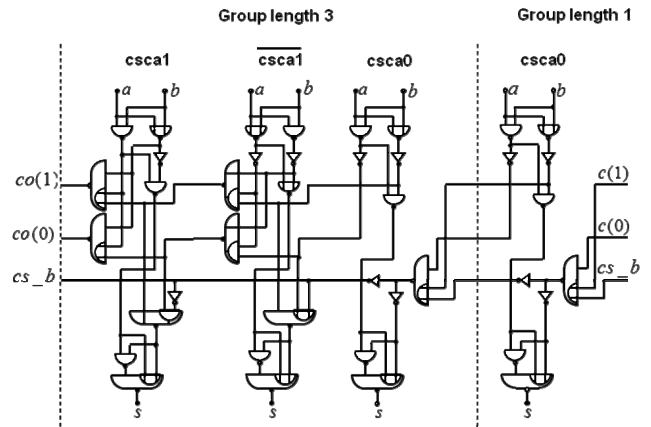 Group length 3 Group length 1
csca1 csca1 csca0 csca0
a b a b a b a b
co(1) c(1)
co(0) c(0)
cs_b cs_b
s s s s